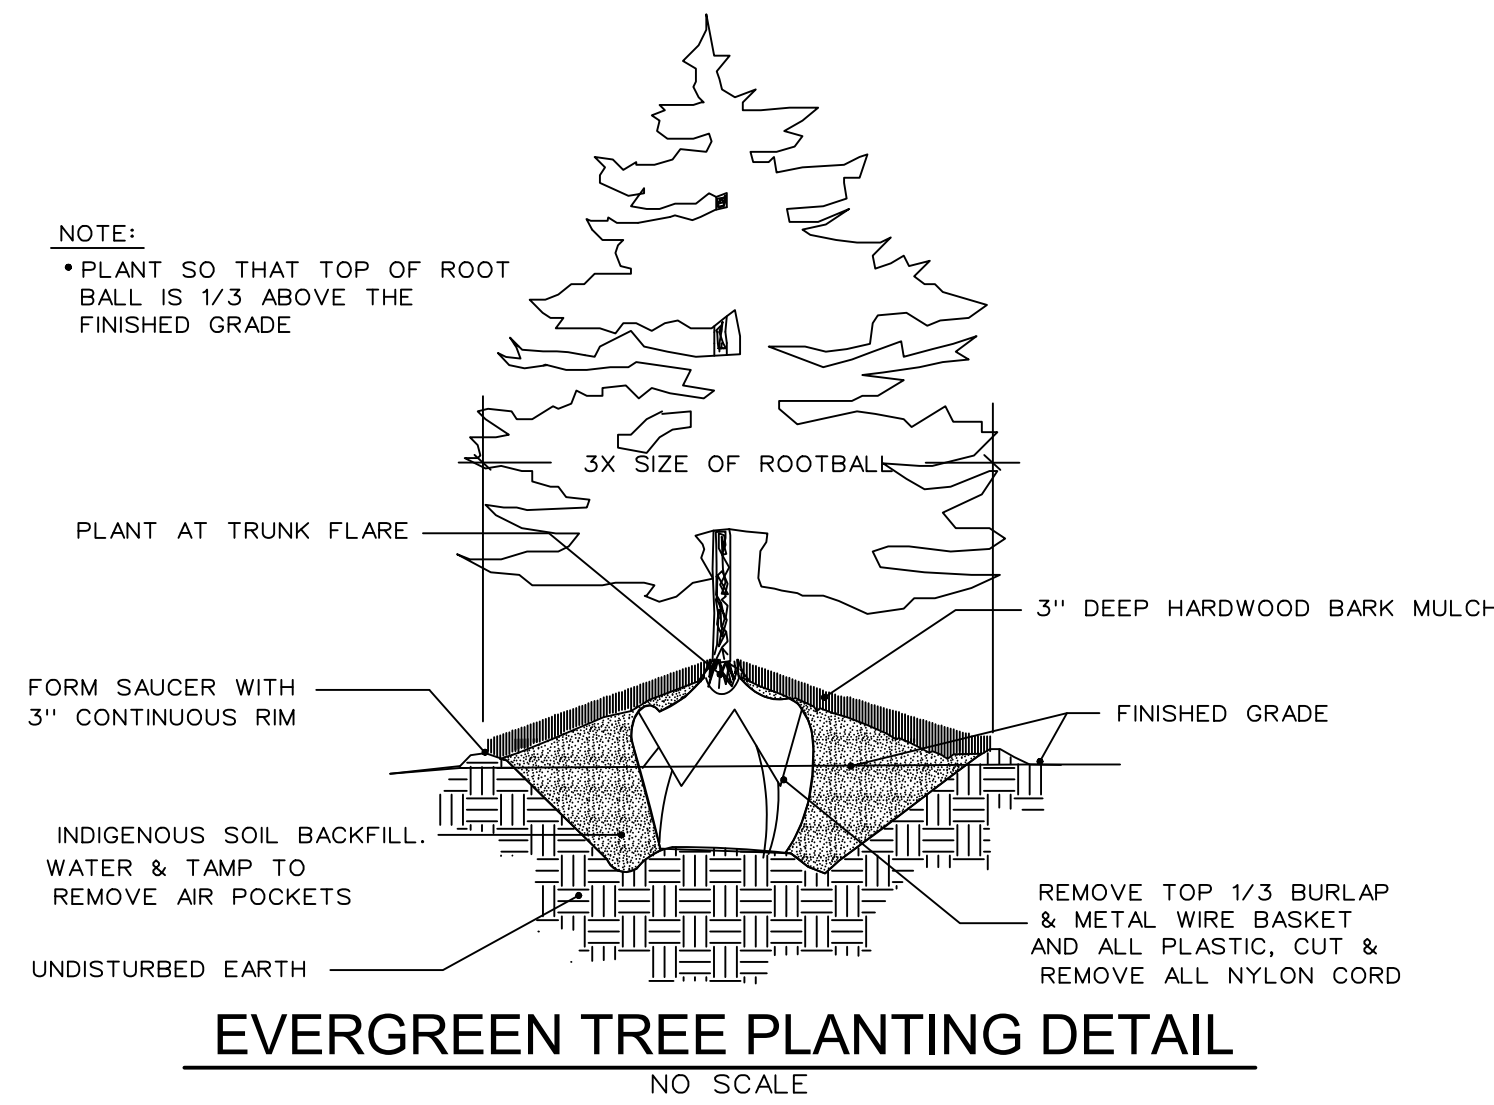 NOTE:
• PLANT SO THAT TOP OF ROOT
BALL IS 1/3 ABOVE THE
FINISHED GRADE
3X SIZE OF ROOTBALL
PLANT AT TRUNK FLARE
3" DEEP HARDWOOD BARK MULCH
FORM SAUCER WITH
3" CONTINUOUS RIM
FINISHED GRADE
INDIGENOUS SOIL BACKFILL.
WATER & TAMP TO
REMOVE AIR POCKETS
REMOVE TOP 1/3 BURLAP
& METAL WIRE BASKET
AND ALL PLASTIC, CUT &
REMOVE ALL NYLON CORD
UNDISTURBED EARTH
EVERGREEN TREE PLANTING DETAIL
NO SCALE